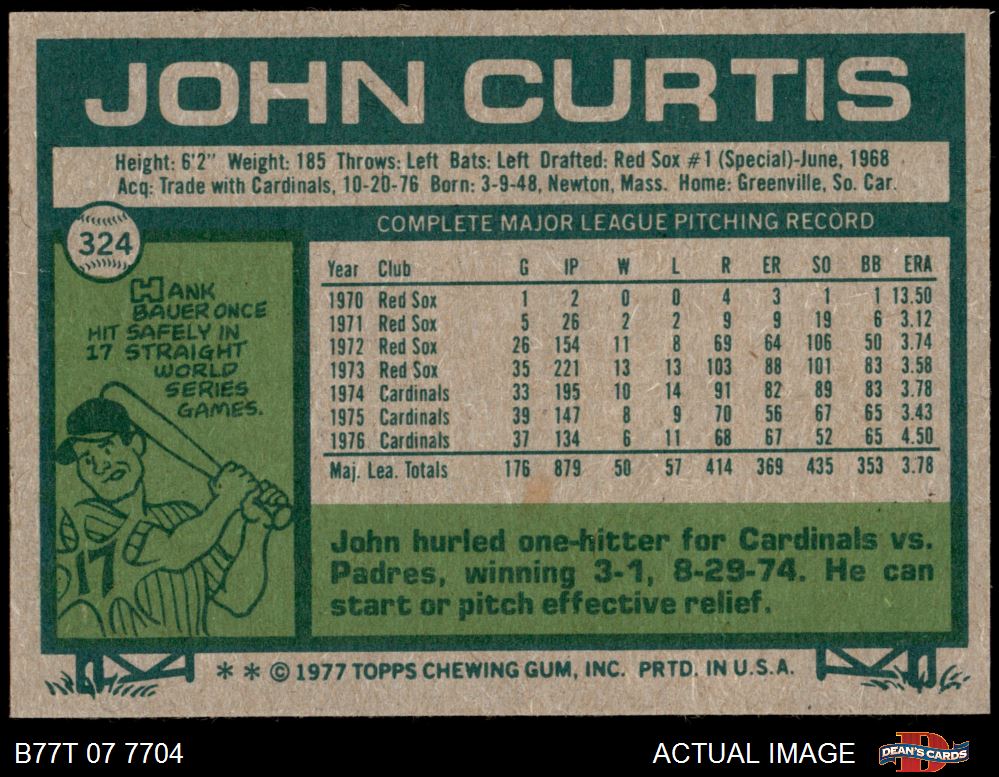 JOHN CURTIS
Height: 6'2" Weight: 185 Throws: Left Bats: Left Drafted: Red Sox #1 (Special)-June, 1968
Acq: Trade with Cardinals, 10-20-76 Born: 3-9-48, Newton, Mass. Home: Greenville, So. Car.
324
COMPLETE MAJOR LEAGUE PITCHING RECORD
HANK
BAUER ONCE
HIT SAFELY IN
17 STRAIGHT
WORLD
SERIES
GAMES.
17
Year Club G IP W L R ER SO BB ERA
1970 Red Sox 1 2 0 0 4 3 1 1 13.50
1971 Red Sox 5 26 2 2 9 9 19 6 3.12
1972 Red Sox 26 154 11 8 69 64 106 50 3.74
1973 Red Sox 35 221 13 13 103 88 101 83 3.58
1974 Cardinals 33 195 10 14 91 82 89 83 3.78
1975 Cardinals 39 147 8 9 70 56 67 65 3.43
1976 Cardinals 37 134 6 11 68 67 52 65 4.50
Maj. Lea. Totals 176 879 50 57 414 369 435 353 3.78
John hurled one-hitter for Cardinals vs.
Padres, winning 3-1, 8-29-74. He can
start or pitch effective relief.
* * © 1977 TOPPS CHEWING GUM, INC. PRTD. IN U.S.A.
B77T 07 7704
ACTUAL IMAGE
D
DEAN'S CARDS